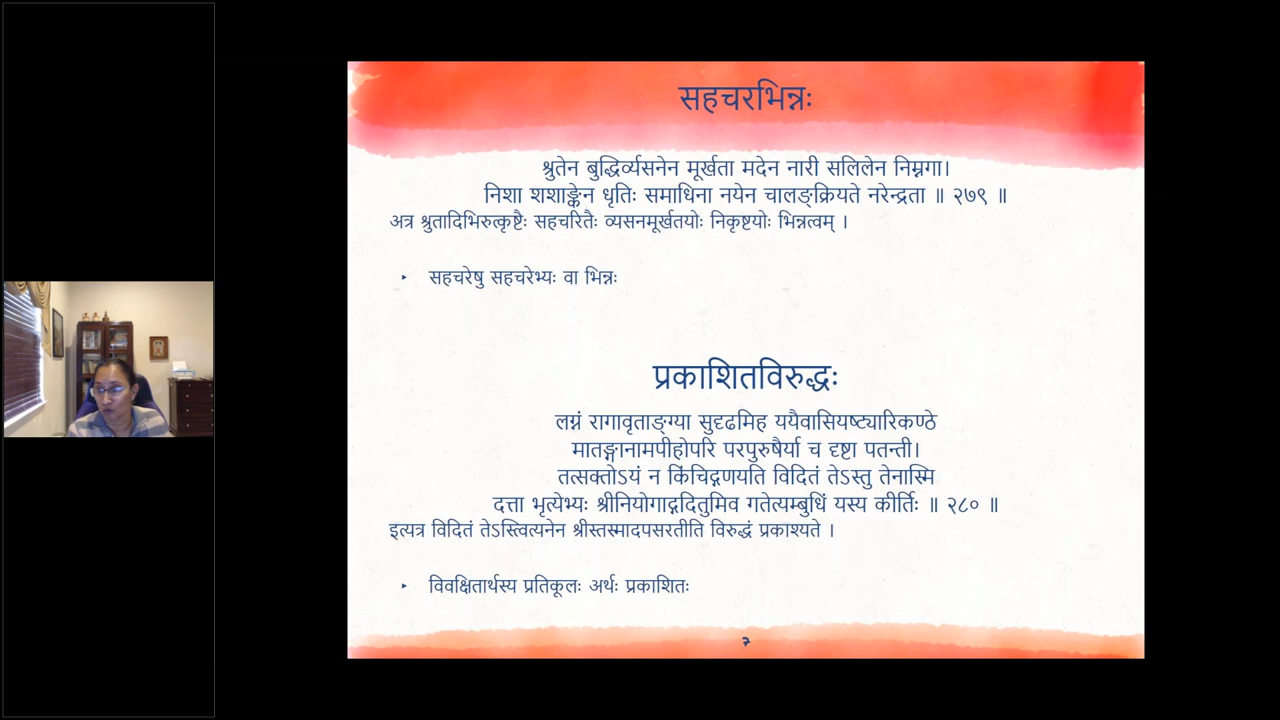 सहचरभिन्नः
श्रुतेन बुद्धिर्व्यसनेन मूर्खता मदेन नारी सलिलेन निम्नगा।
निशा शशाङ्केन धृतिः समाधिना नयेन चालङ्क्रियते नरेन्द्रता ॥ २७९ ॥
अत्र श्रुतादिभिरुत्कृष्टैः सहचरितैः व्यसनमूर्खतयोः निकृष्टयोः भिन्नत्वम् ।
‣ सहचरेषु सहचरेभ्यः वा भिन्नः
प्रकाशितविरुद्धः
लग्नं रागावृताङ्ग्या सुदृढमिह ययैवासियष्ट्यारिकण्ठे
मातङ्गानामपीहोपरि परपुरुषैर्या च दृष्टा पतन्ती।
तत्सक्तोऽयं न किंचिद्गणयति विदितं तेऽस्तु तेनास्मि
दत्ता भृत्येभ्यः श्रीनियोगाद्गदितुमिव गतेत्यम्बुधिं यस्य कीर्तिः ॥ २८० ॥
इत्यत्र विदितं तेऽस्त्वित्यनेन श्रीस्तस्मादपसरतीति विरुद्धं प्रकाश्यते ।
‣ विवक्षितार्थस्य प्रतिकूलः अर्थः प्रकाशितः
७